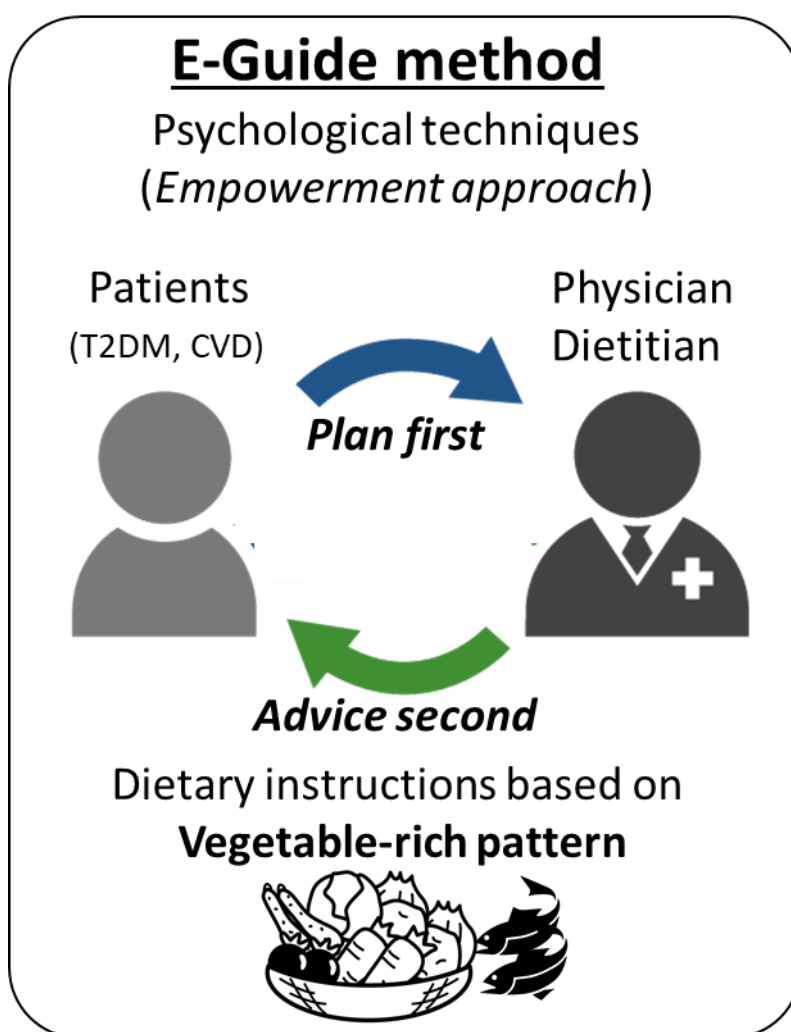 E-Guide method
Psychological techniques
(Empowerment approach)
Patients
(T2DM, CVD)
Physician
Dietitian
Plan first
Advice second
Dietary instructions based on
Vegetable-rich pattern